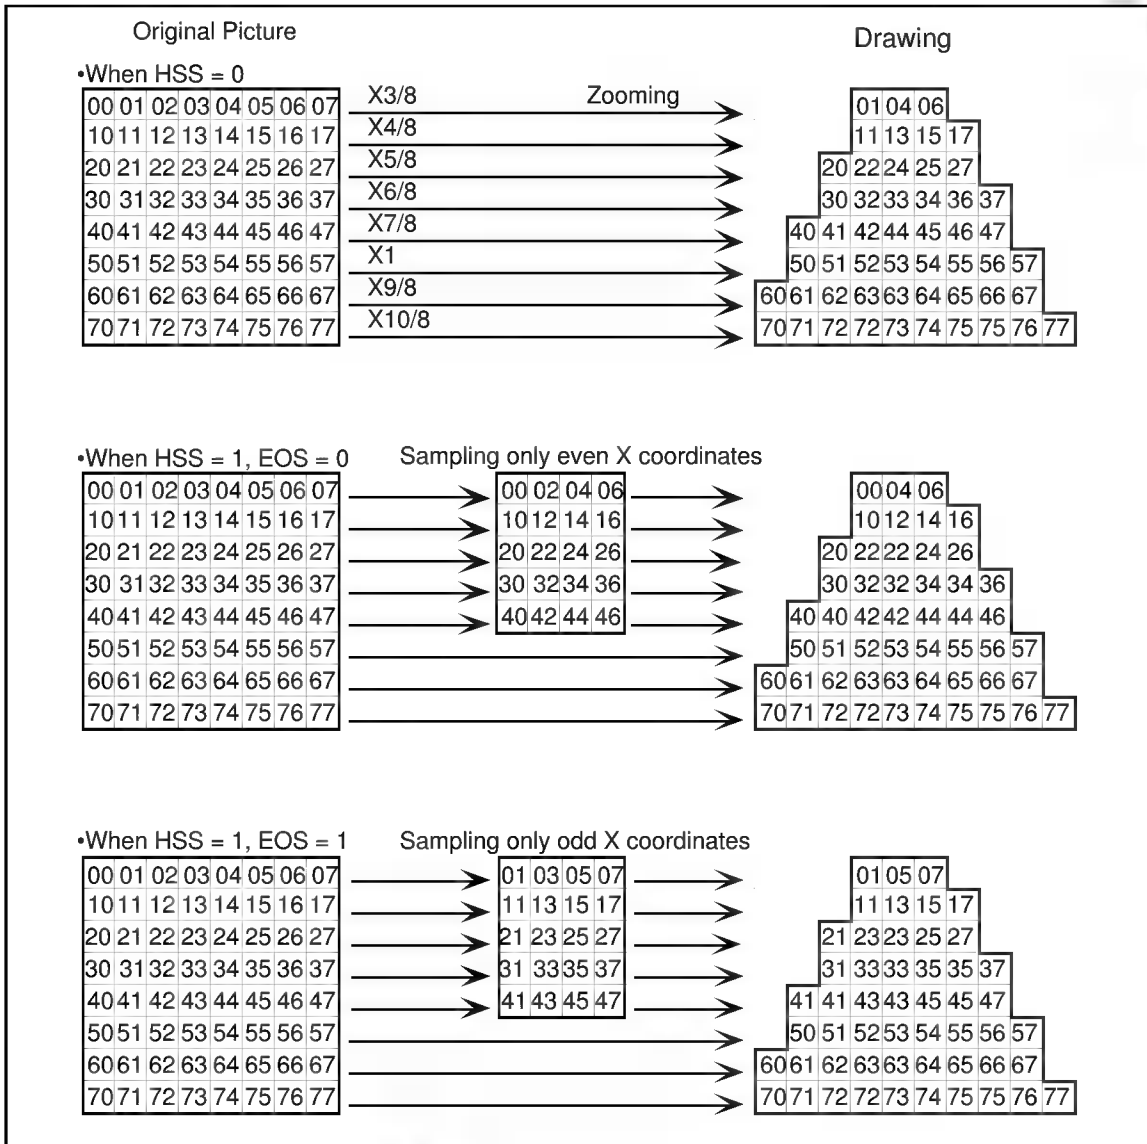 Original Picture Drawing
•When HSS = 0
00 01 02 03 04 05 06 07 X3/8 Zooming 01 04 06
10 11 12 13 14 15 16 17 X4/8 11 13 15 17
20 21 22 23 24 25 26 27 X5/8 20 22 24 25 27
30 31 32 33 34 35 36 37 X6/8 30 32 33 34 36 37
40 41 42 43 44 45 46 47 X7/8 40 41 42 44 45 46 47
50 51 52 53 54 55 56 57 X1 50 51 52 53 54 55 56 57
60 61 62 63 64 65 66 67 X9/8 60 61 62 63 63 64 65 66 67
70 71 72 73 74 75 76 77 X10/8 70 71 72 72 73 74 75 75 76 77
•When HSS = 1, EOS = 0 Sampling only even X coordinates
00 01 02 03 04 05 06 07 00 02 04 06 00 04 06
10 11 12 13 14 15 16 17 10 12 14 16 10 12 14 16
20 21 22 23 24 25 26 27 20 22 24 26 20 22 22 24 26
30 31 32 33 34 35 36 37 30 32 34 36 30 32 32 34 34 36
40 41 42 43 44 45 46 47 40 42 44 46 40 40 42 42 44 44 46
50 51 52 53 54 55 56 57 50 51 52 53 54 55 56 57
60 61 62 63 64 65 66 67 60 61 62 63 63 64 65 66 67
70 71 72 73 74 75 76 77 70 71 72 72 73 74 75 75 76 77
•When HSS = 1, EOS = 1 Sampling only odd X coordinates
00 01 02 03 04 05 06 07 01 03 05 07 01 05 07
10 11 12 13 14 15 16 17 11 13 15 17 11 13 15 17
20 21 22 23 24 25 26 27 21 23 25 27 21 23 23 25 27
30 31 32 33 34 35 36 37 31 33 35 37 31 33 33 35 35 37
40 41 42 43 44 45 46 47 41 43 45 47 41 41 43 43 45 45 47
50 51 52 53 54 55 56 57 50 51 52 53 54 55 56 57
60 61 62 63 64 65 66 67 60 61 62 63 63 64 65 66 67
70 71 72 73 74 75 76 77 70 71 72 72 73 74 75 75 76 77